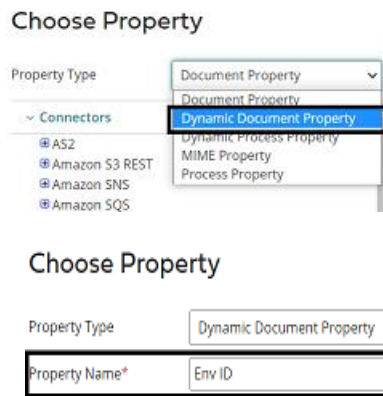 Choose Property
Property Type Document Property
Document Property
Connectors Dynamic Document Property
AS2 Dynamic Process Property
Amazon S3 REST MIME Property
Amazon SNS Process Property
Amazon SQS
Choose Property
Property Type Dynamic Document Property
Property Name* Env ID